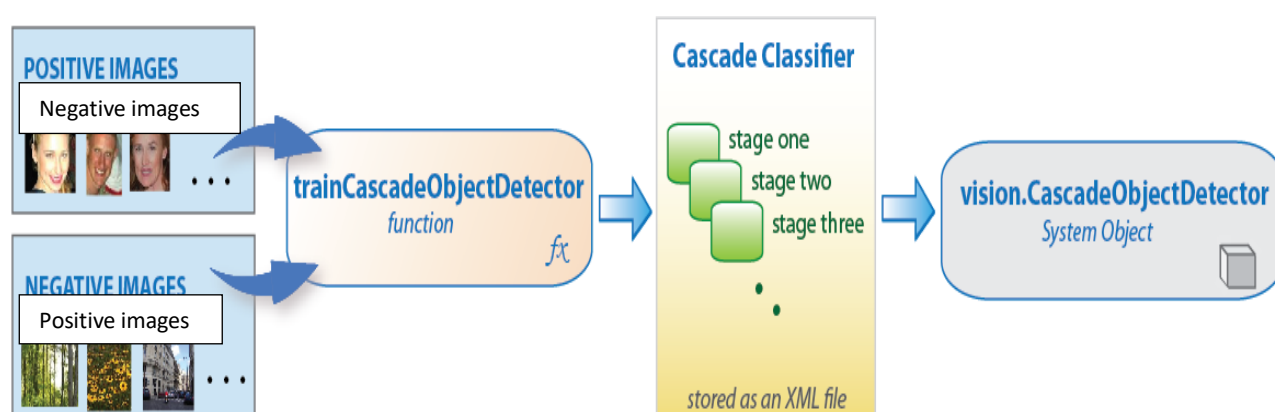 POSITIVE IMAGES
Negative images
. . .
NEGATIVE IMAGES
Positive images
. . .
trainCascadeObjectDetector
function
fx
Cascade Classifier
stage one
stage two
stage three
stored as an XML file
vision.CascadeObjectDetector
System Object